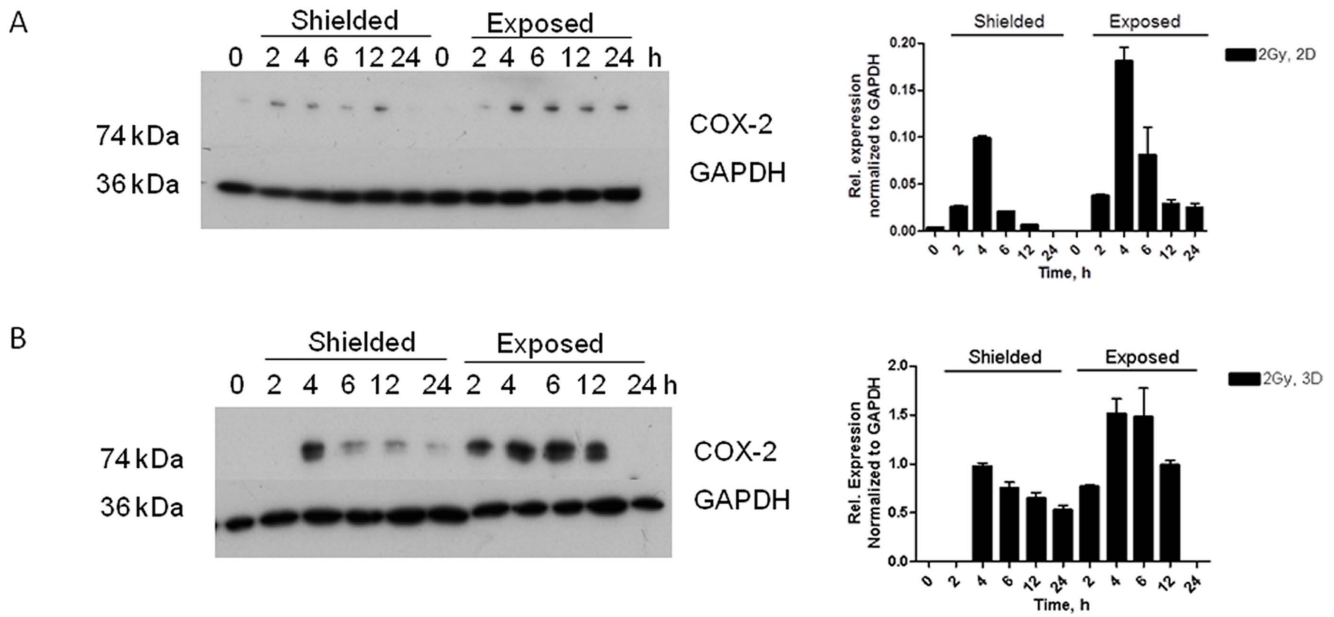 A
Shielded Exposed
0 2 4 6 12 24 0 2 4 6 12 24 h
74 kDa
COX-2
36 kDa
GAPDH
Shielded Exposed
2Gy, 2D
Rel. experession
normalized to GAPDH
0.20
0.15
0.10
0.05
0.00
0 2 4 6 12 24 0 2 4 6 12 24
Time, h
B
Shielded Exposed
0 2 4 6 12 24 2 4 6 12 24 h
74 kDa
COX-2
36 kDa
GAPDH
Shielded Exposed
2Gy, 3D
Rel. Expression
Normalized to GAPDH
2.0
1.5
1.0
0.5
0.0
0 2 4 6 12 24 2 4 6 12 24
Time, h